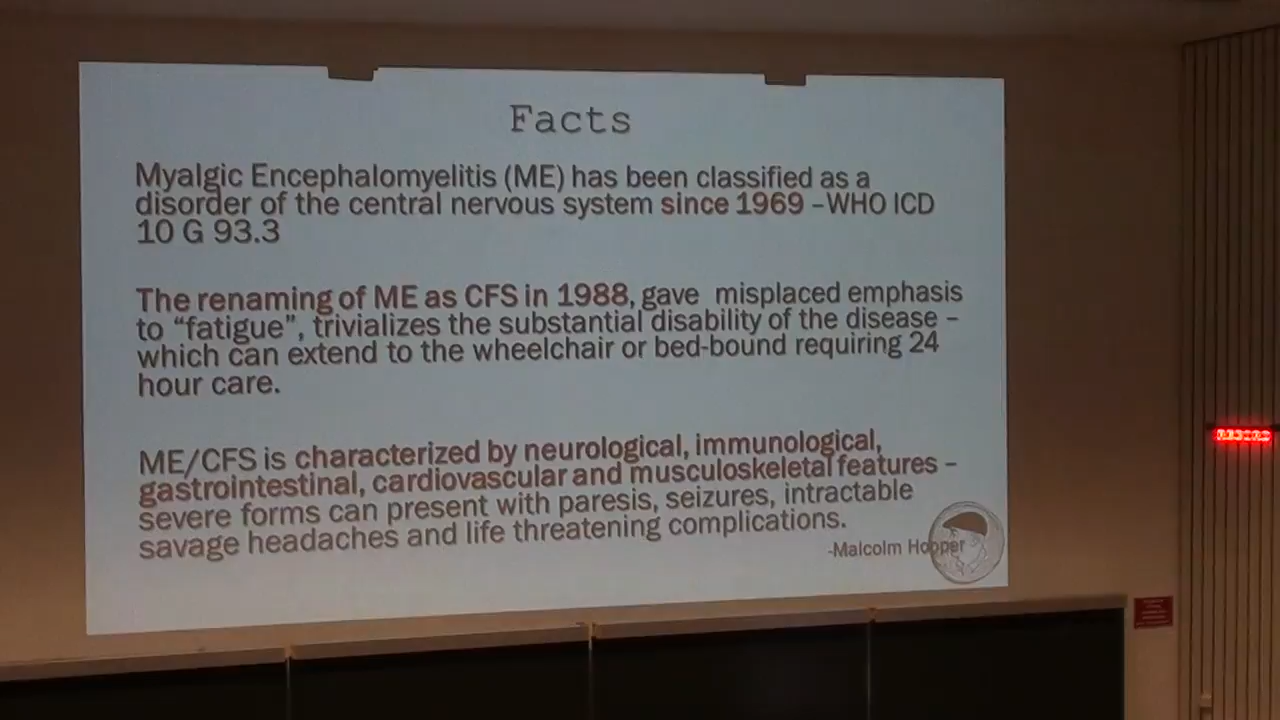 Facts
Myalgic Encephalomyelitis (ME) has been classified as a
disorder of the central nervous system since 1969 –WHO ICD
10 G 93.3
The renaming of ME as CFS in 1988, gave  misplaced emphasis
to “fatigue”, trivializes the substantial disability of the disease –
which can extend to the wheelchair or bed-bound requiring 24
hour care.
ME/CFS is characterized by neurological, immunological,
gastrointestinal, cardiovascular and musculoskeletal features –
severe forms can present with paresis, seizures, intractable
savage headaches and life threatening complications.
-Malcolm Hooper